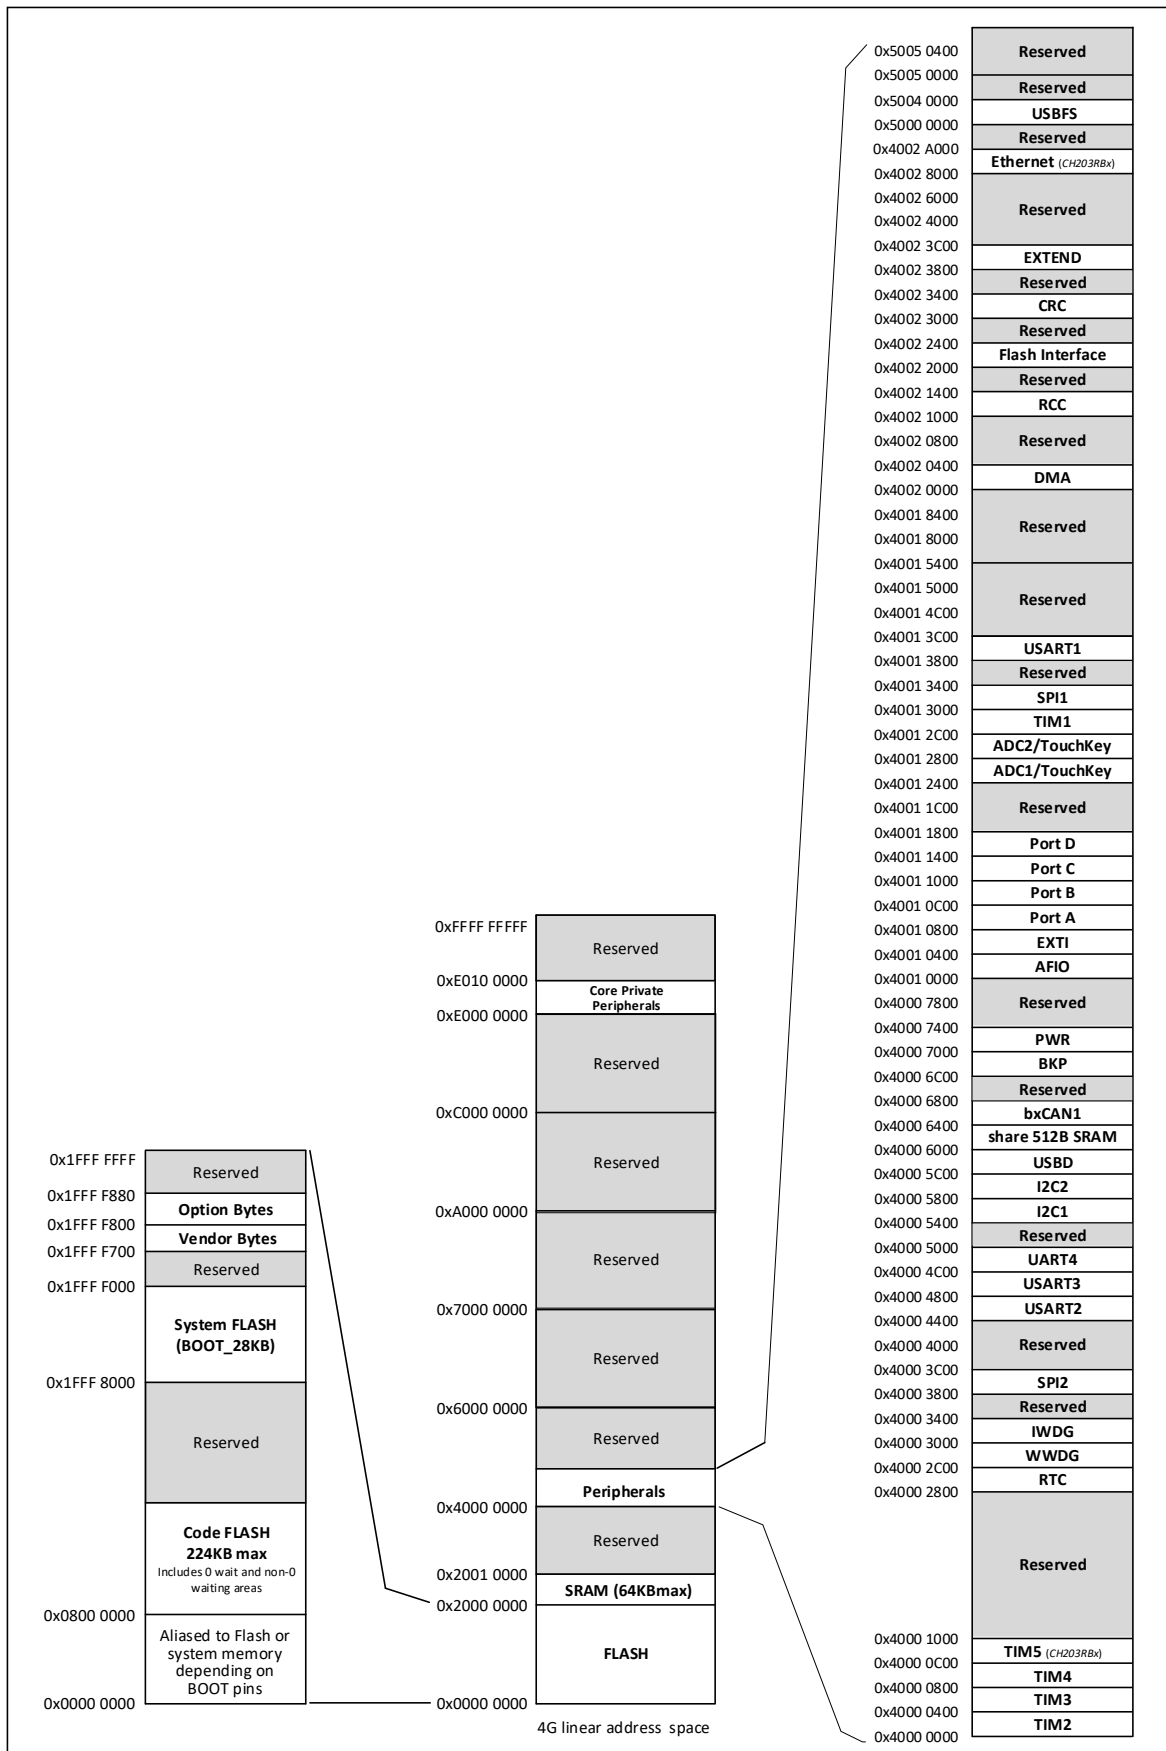 0x5005 0400
Reserved
0x5005 0000
Reserved
0x5004 0000
USBFS
0x5000 0000
Reserved
0x4002 A000
Ethernet (CH203RBx)
0x4002 8000
0x4002 6000
Reserved
0x4002 4000
0x4002 3C00
EXTEND
0x4002 3800
Reserved
0x4002 3400
CRC
0x4002 3000
Reserved
0x4002 2400
Flash Interface
0x4002 2000
Reserved
0x4002 1400
RCC
0x4002 1000
0x4002 0800
Reserved
0x4002 0400
DMA
0x4002 0000
0x4001 8400
Reserved
0x4001 8000
0x4001 5400
0x4001 5000
Reserved
0x4001 4C00
0x4001 3C00
USART1
0x4001 3800
Reserved
0x4001 3400
SPI1
0x4001 3000
TIM1
0x4001 2C00
ADC2/TouchKey
0x4001 2800
ADC1/TouchKey
0x4001 2400
0x4001 1C00
Reserved
0x4001 1800
Port D
0x4001 1400
Port C
0x4001 1000
Port B
0x4001 0C00
Port A
0x4001 0800
EXTI
0x4001 0400
AFIO
0x4001 0000
0x4000 7800
Reserved
0x4000 7400
PWR
0x4000 7000
BKP
0x4000 6C00
Reserved
0x4000 6800
bxCAN1
0x4000 6400
share 512B SRAM
0x4000 6000
USBD
0x4000 5C00
I2C2
0x4000 5800
I2C1
0x4000 5400
Reserved
0x4000 5000
UART4
0x4000 4C00
USART3
0x4000 4800
USART2
0x4000 4400
0x4000 4000
Reserved
0x4000 3C00
SPI2
0x4000 3800
Reserved
0x4000 3400
IWDG
0x4000 3000
WWDG
0x4000 2C00
RTC
0x4000 2800
Reserved
0x4000 1000
TIM5 (CH203RBx)
0x4000 0C00
TIM4
0x4000 0800
TIM3
0x4000 0400
TIM2
0x4000 0000
0xFFFF FFFFF
Reserved
0xE010 0000
Core Private
Peripherals
0xE000 0000
Reserved
0xC000 0000
Reserved
0xA000 0000
Reserved
0x7000 0000
Reserved
0x6000 0000
Reserved
Peripherals
0x4000 0000
Reserved
0x2001 0000
SRAM (64KBmax)
0x2000 0000
FLASH
0x0000 0000
4G linear address space
0x1FFF FFFF
Reserved
0x1FFF F880
Option Bytes
0x1FFF F800
Vendor Bytes
0x1FFF F700
Reserved
0x1FFF F000
System FLASH
(BOOT_28KB)
0x1FFF 8000
Reserved
Code FLASH
224KB max
Includes 0 wait and non-0
waiting areas
0x0800 0000
Aliased to Flash or
system memory
depending on
BOOT pins
0x0000 0000